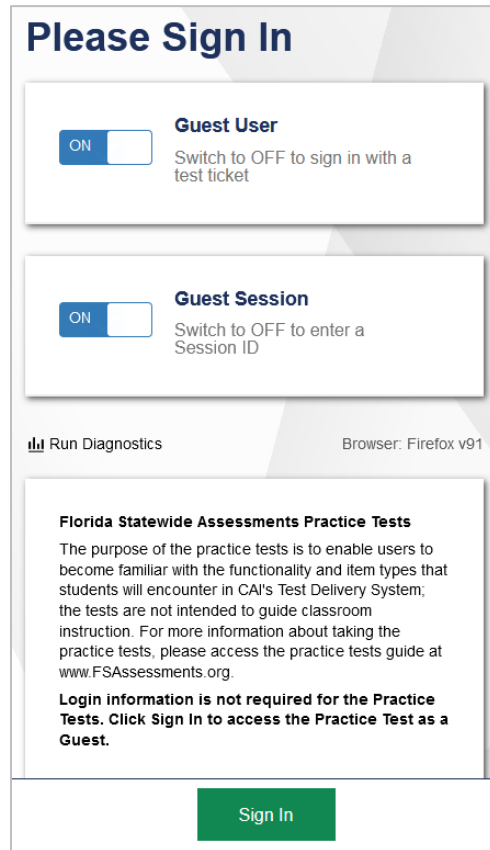 Please Sign In
ON
Guest User
Switch to OFF to sign in with a
test ticket
ON
Guest Session
Switch to OFF to enter a
Session ID
Run Diagnostics
Browser: Firefox v91
Florida Statewide Assessments Practice Tests
The purpose of the practice tests is to enable users to
become familiar with the functionality and item types that
students will encounter in CAI's Test Delivery System;
the tests are not intended to guide classroom
instruction. For more information about taking the
practice tests, please access the practice tests guide at
www.FSAssessments.org.
Login information is not required for the Practice
Tests. Click Sign In to access the Practice Test as a
Guest.
Sign In